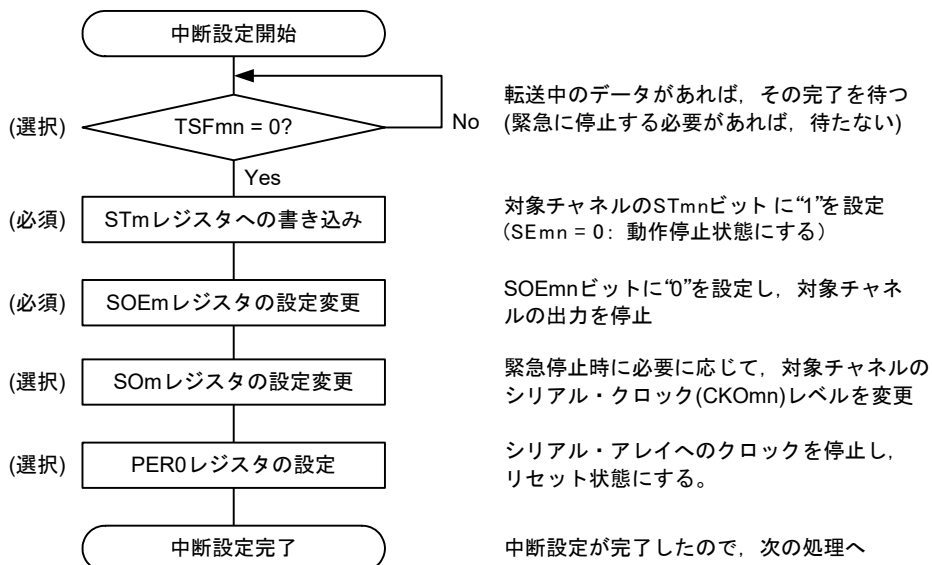 中断設定開始
(選択)
TSFmn = 0?
No
転送中のデータがあれば，その完了を待つ
(緊急に停止する必要があれば，待たない)
Yes
(必須)
STmレジスタへの書き込み
対象チャネルのSTmnビット に“1”を設定
（SEmn = 0：動作停止状態にする）
(必須)
SOEmレジスタの設定変更
SOEmnビットに“0”を設定し，対象チャネ
ルの出力を停止
(選択)
SOmレジスタの設定変更
緊急停止時に必要に応じて，対象チャネルの
シリアル・クロック(CKOmn)レベルを変更
(選択)
PER0レジスタの設定
シリアル・アレイへのクロックを停止し，
リセット状態にする。
中断設定完了
中断設定が完了したので，次の処理へ